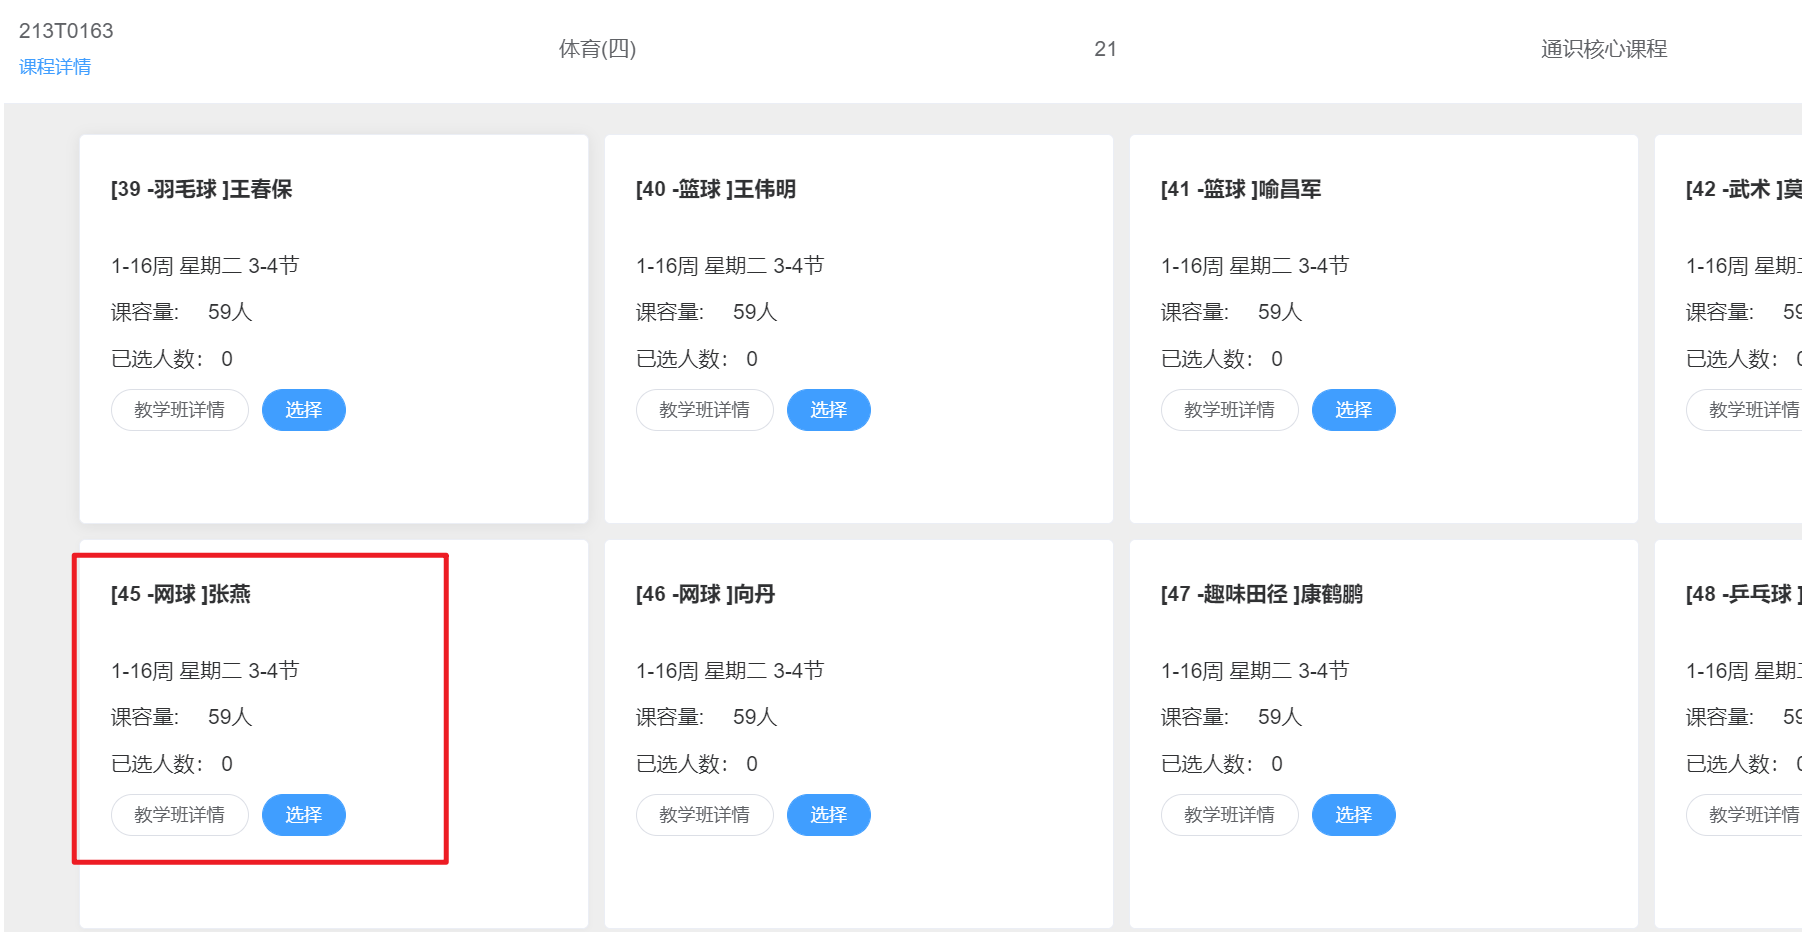 213T0163
课程详情
体育(四)
21
通识核心课程
[39 -羽毛球 ]王春保
1-16周 星期二 3-4节
课容量: 59人
已选人数: 0
教学班详情 选择
[40 -篮球 ]王伟明
1-16周 星期二 3-4节
课容量: 59人
已选人数: 0
教学班详情 选择
[41 -篮球 ]喻昌军
1-16周 星期二 3-4节
课容量: 59人
已选人数: 0
教学班详情 选择
[42 -武术 ]莫
1-16周 星期
课容量: 59
已选人数:
教学班详情
[45 -网球 ]张燕
1-16周 星期二 3-4节
课容量: 59人
已选人数: 0
教学班详情 选择
[46 -网球 ]向丹
1-16周 星期二 3-4节
课容量: 59人
已选人数: 0
教学班详情 选择
[47 -趣味田径 ]康鹤鹏
1-16周 星期二 3-4节
课容量: 59人
已选人数: 0
教学班详情 选择
[48 -乒乓球 ]
1-16周 星期
课容量: 59
已选人数:
教学班详情